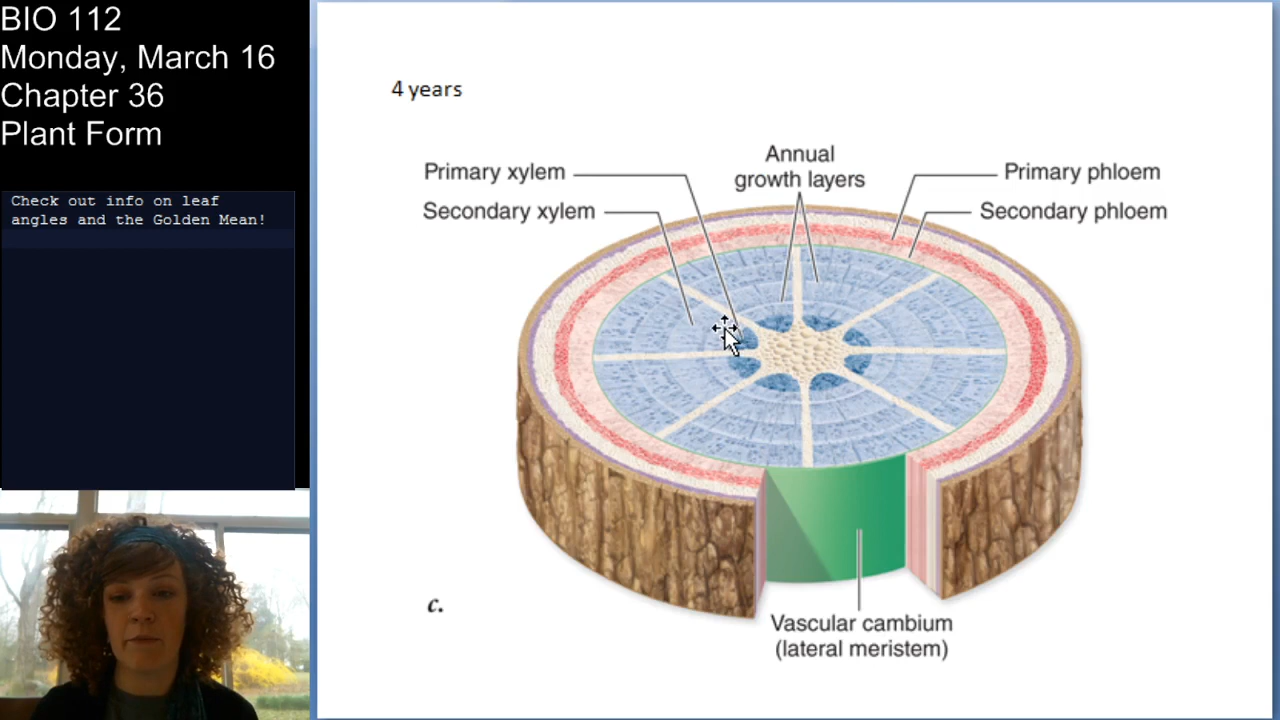 BIO 112
Monday, March 16
Chapter 36
Plant Form
Check out info on leaf
angles and the Golden Mean!
4 years
Annual
growth layers
Primary xylem
Secondary xylem
Primary phloem
Secondary phloem
Vascular cambium
(lateral meristem)
c.